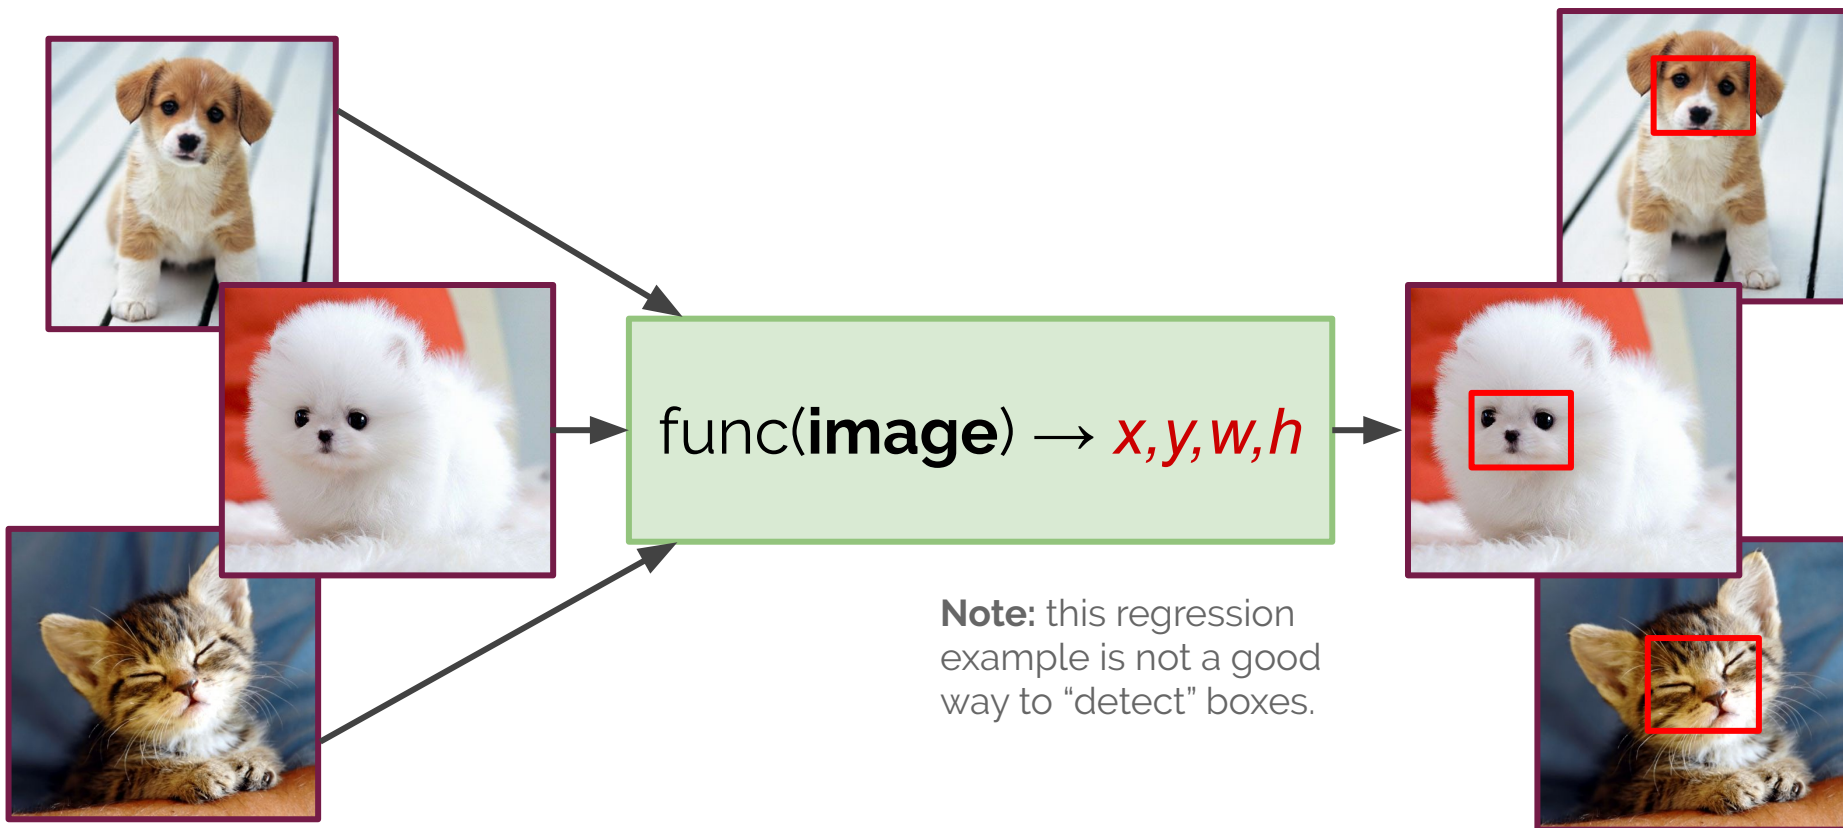 func(image) → x,y,w,h
Note: this regression
example is not a good
way to “detect” boxes.